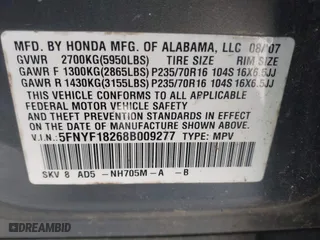 MFD. BY HONDA MFG. OF ALABAMA, LLC 08/07
GVWR 2700KG(5950LBS) TIRE SIZE RIM SIZE
GAWR F 1300KG(2865LBS) P235/70R16 104S 16X6.5JJ
GAWR R 1430KG(3155LBS) P235/70R16 104S 16X6.5JJ
THIS VEHICLE CONFORMS TO ALL APPLICABLE
FEDERAL MOTOR VEHICLE SAFETY AND
THEFT PREVENTION STANDARDS IN EFFECT ON
THE DATE OF MANUFACTURE SHOWN ABOVE.
V.I.N.: 5FNYF18268B009277 TYPE: MPV
SKV 8 AD5 -NH705M-A -B